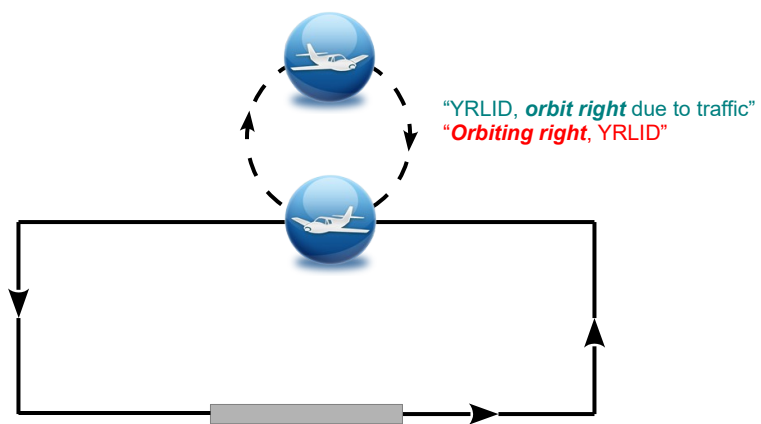 “YRLID, orbit right due to traffic”
“Orbiting right, YRLID”